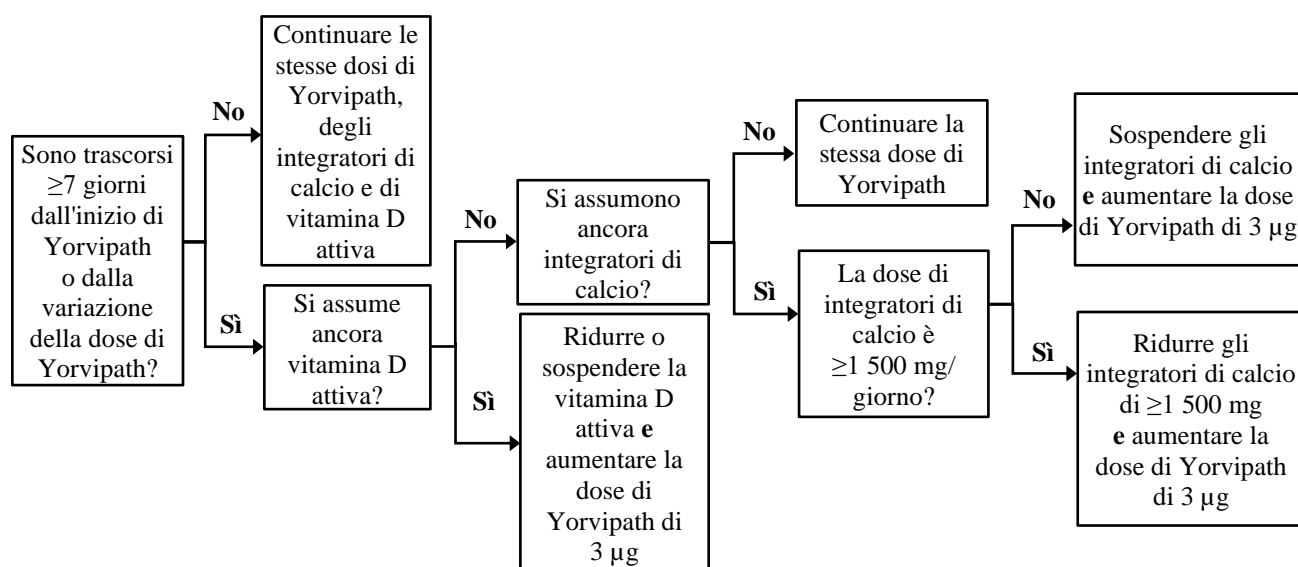 Sono trascorsi
≥7 giorni
dall'inizio di
Yorvipath
o dalla
variazione
della dose di
Yorvipath?
No
Continuare le
stesse dosi di
Yorvipath,
degli
integratori di
calcio e di
vitamina D
attiva
Sì
Si assume
ancora
vitamina D
attiva?
No
Si assumono
ancora
integratori di
calcio?
Sì
Ridurre o
sospendere la
vitamina D
attiva e
aumentare la
dose di
Yorvipath di
3 µg
No
Continuare la
stessa dose di
Yorvipath
Sì
La dose di
integratori di
calcio è
≥1 500 mg/
giorno?
No
Sospendere gli
integratori di calcio
e aumentare la dose
di Yorvipath di 3 µg
Sì
Ridurre gli
integratori di calcio
di ≥1 500 mg
e aumentare la
dose di Yorvipath
di 3 µg